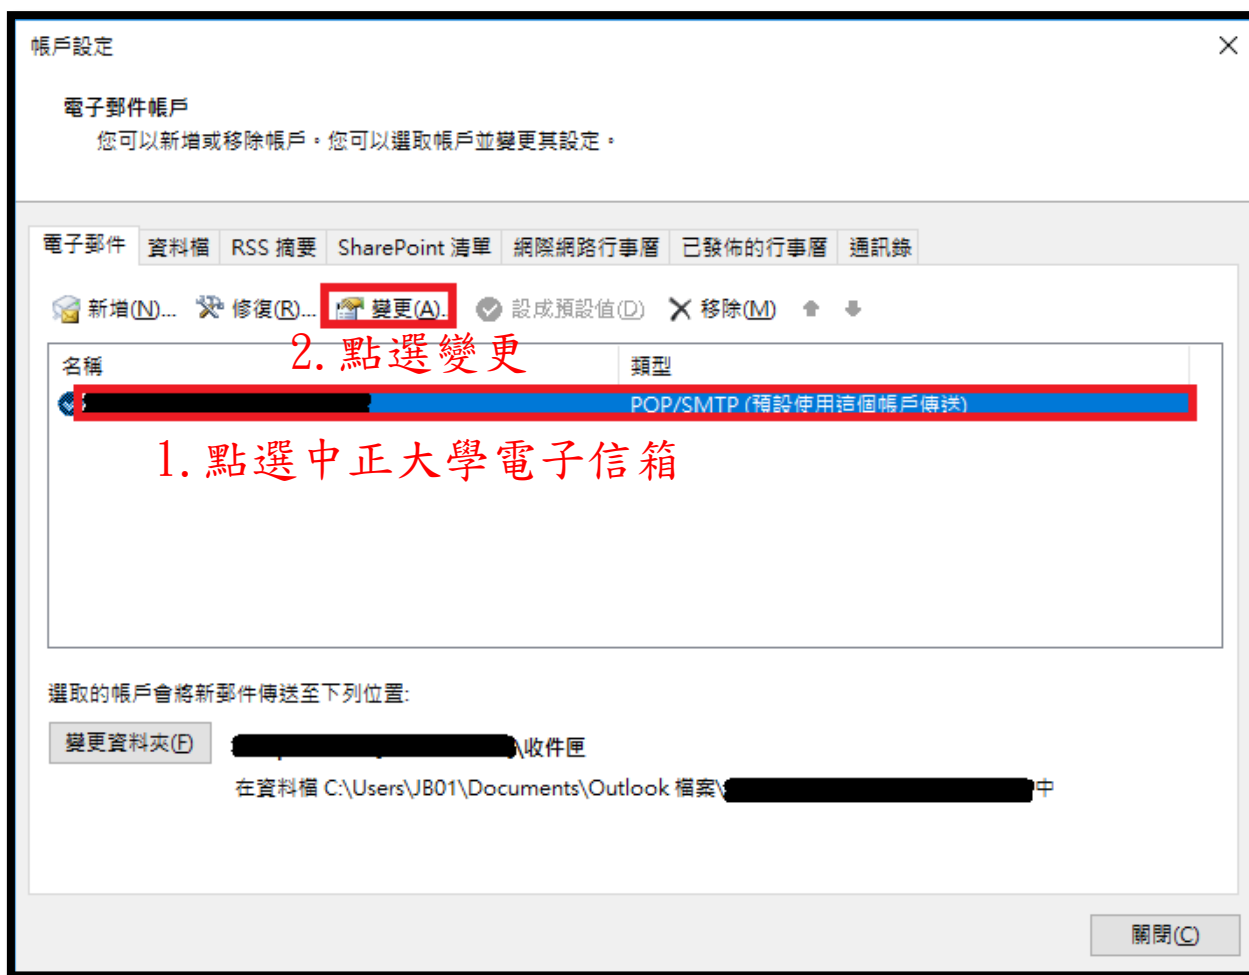 帳戶設定
電子郵件帳戶
您可以新增或移除帳戶。您可以選取帳戶並變更其設定。
電子郵件 資料檔 RSS 摘要 SharePoint 清單 網際網路行事曆 已發佈的行事曆 通訊錄
新增(N)... 修復(R)... 變更(A).. 設成預設值(D) 移除(M)
2.點選變更
名稱 類型
POP/SMTP (預設使用這個帳戶傳送)
1.點選中正大學電子信箱
選取的帳戶會將新郵件傳送至下列位置:
變更資料夾(F) \收件匣
在資料檔 C:\Users\JB01\Documents\Outlook 檔案\ 中
關閉(C)